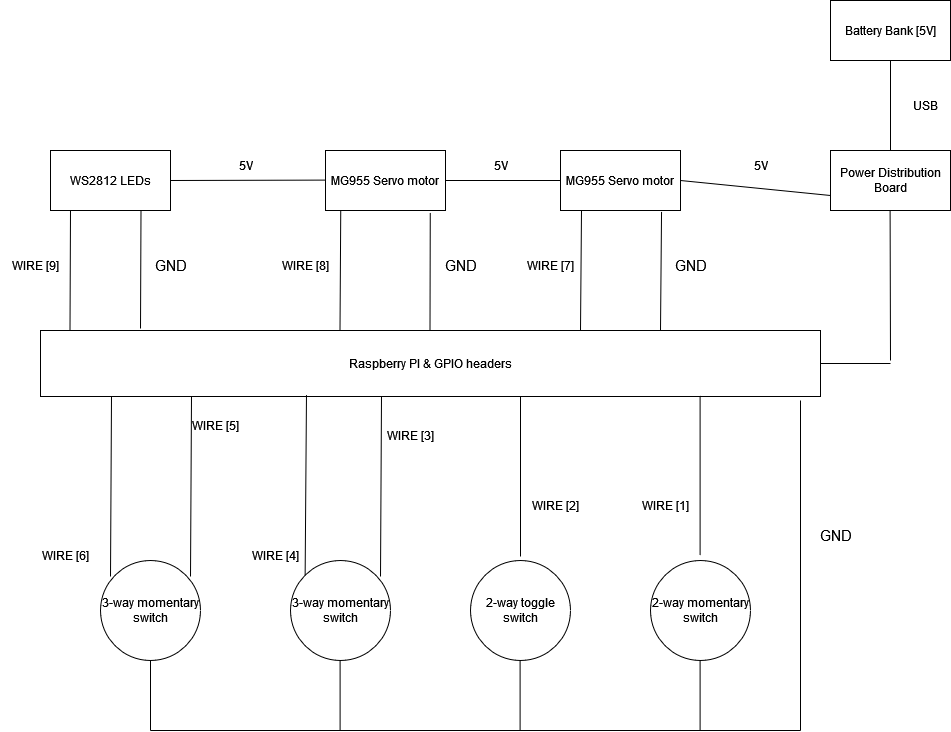 Battery Bank [5V]
USB
5V
5V
5V
WS2812 LEDs
MG955 Servo motor
MG955 Servo motor
Power Distribution
Board
WIRE [9]
GND
WIRE [8]
GND
WIRE [7]
GND
Raspberry PI & GPIO headers
WIRE [5]
WIRE [3]
WIRE [2]
WIRE [1]
GND
WIRE [6]
WIRE [4]
3-way momentary
switch
3-way momentary
switch
2-way toggle
switch
2-way momentary
switch